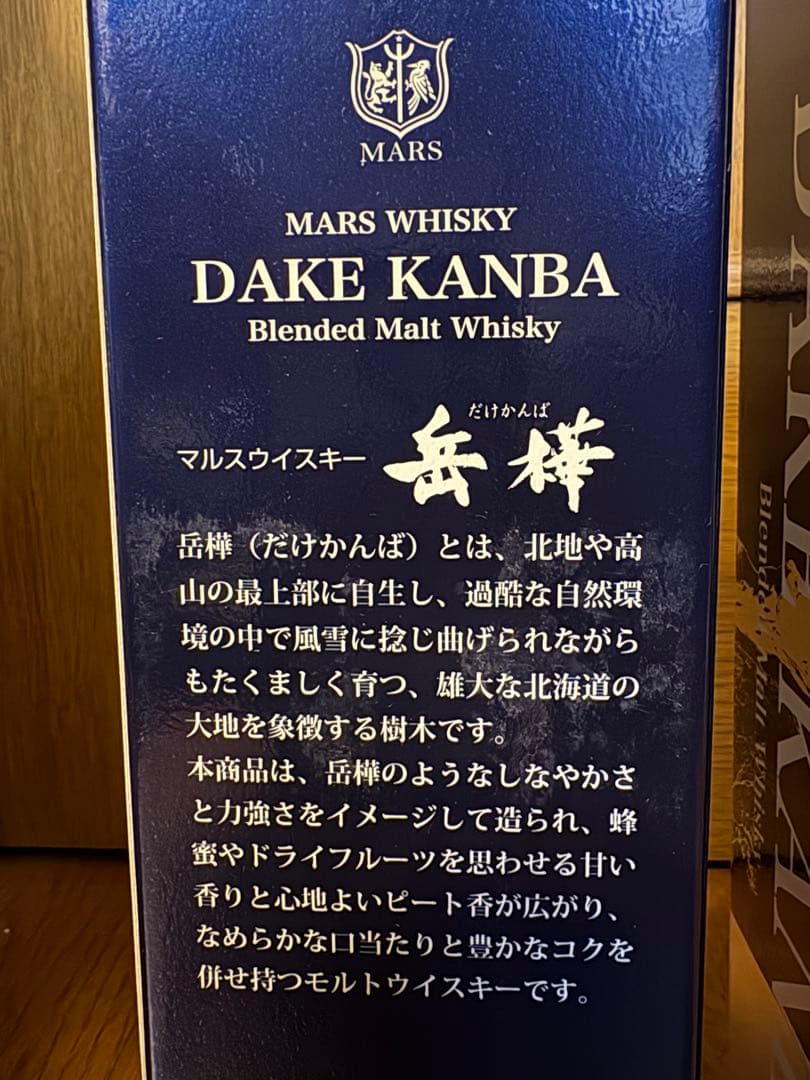 MARS
MARS WHISKY
DAKE KANBA
Blended Malt Whisky
だけかんば
マルスウイスキー 岳樺
岳樺（だけかんば）とは、北地や高
山の最上部に自生し、過酷な自然環
境の中で風雪に捻じ曲げられながら
もたくましく育つ、雄大な北海道の
大地を象徴する樹木です。
本商品は、岳樺のようなしなやかさ
と力強さをイメージして造られ、蜂
蜜やドライフルーツを思わせる甘い
香りと心地よいピート香が広がり、
なめらかな口当たりと豊かなコクを
併せ持つモルトウイスキーです。